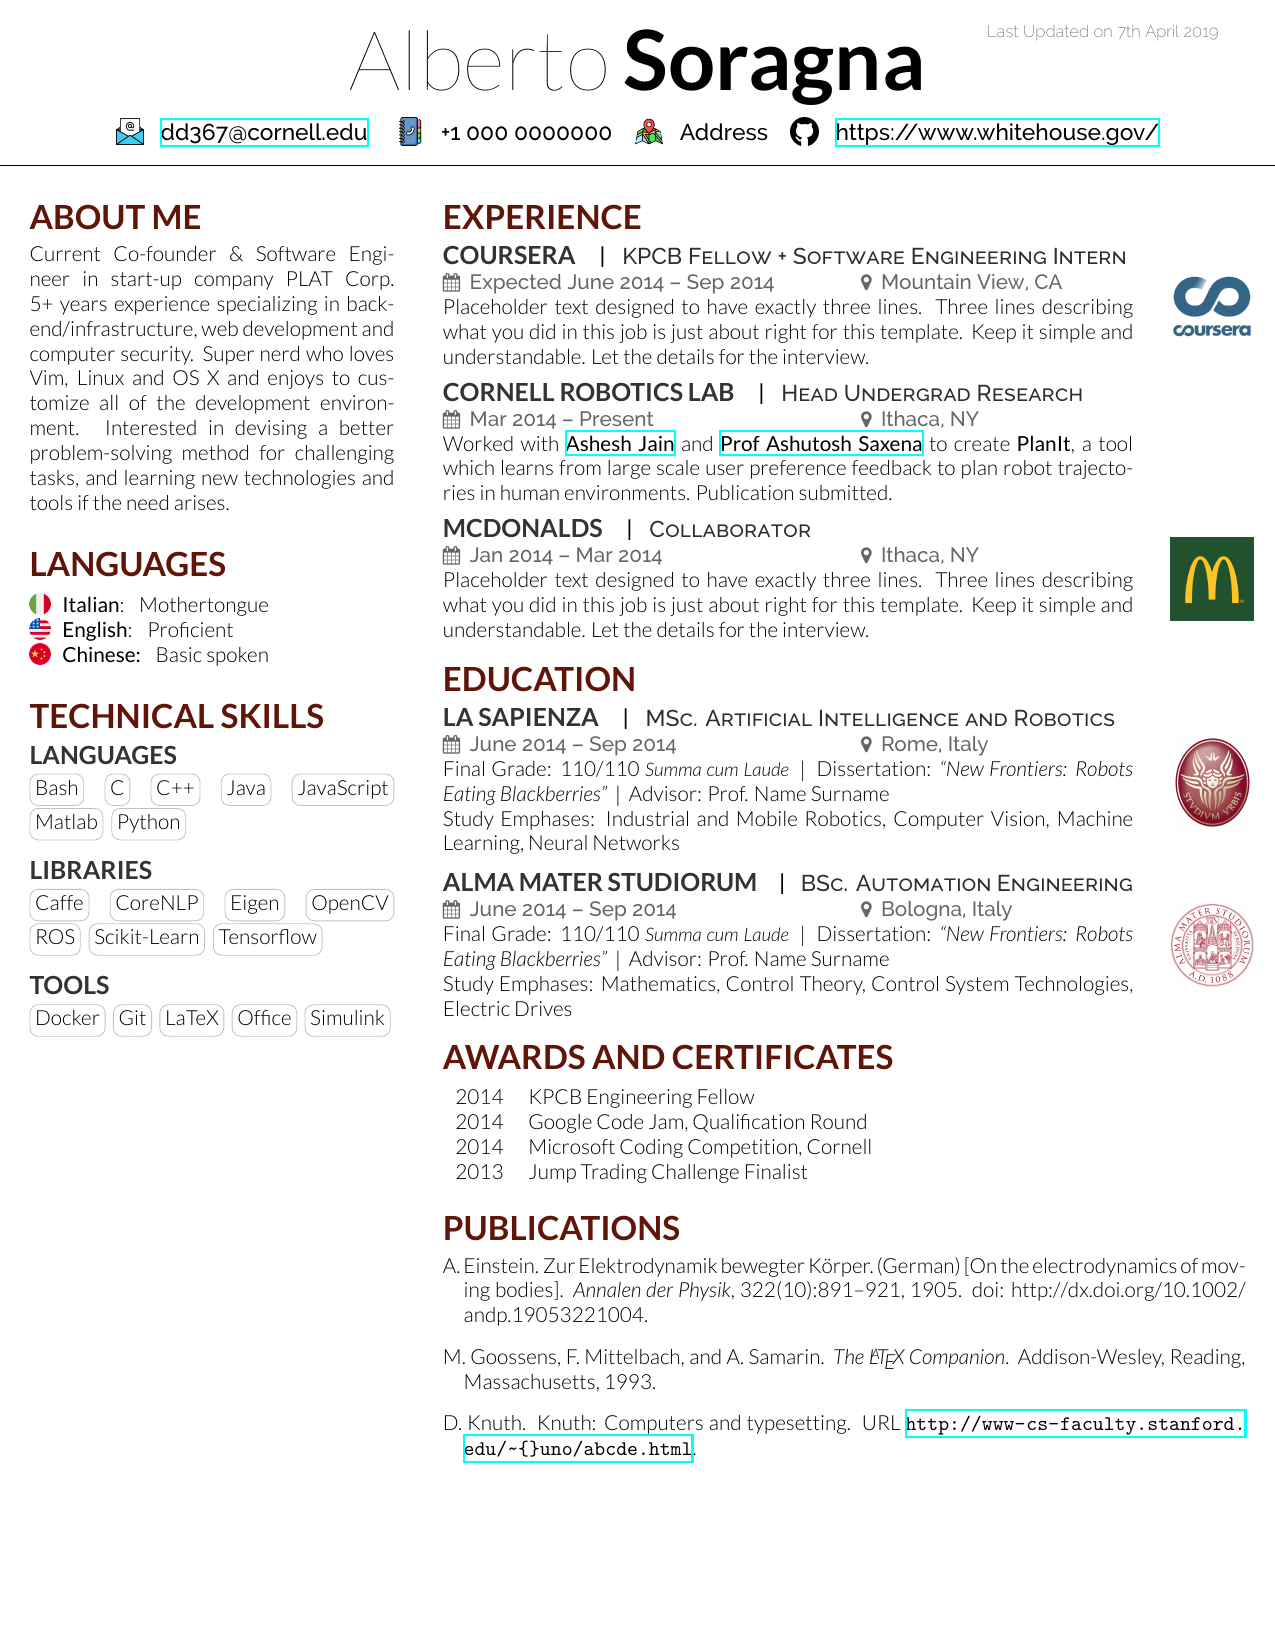 Last Updated on 7th April 2019
Alberto Soragna
dd367@cornell.edu +1 000 0000000 Address https://www.whitehouse.gov/
ABOUT ME
Current Co-founder & Software Engi-
neer in start-up company PLAT Corp.
5+ years experience specializing in back-
end/infrastructure, web development and
computer security. Super nerd who loves
Vim, Linux and OS X and enjoys to cus-
tomize all of the development environ-
ment. Interested in devising a better
problem-solving method for challenging
tasks, and learning new technologies and
tools if the need arises.
LANGUAGES
Italian: Mothertongue
English: Proficient
Chinese: Basic spoken
TECHNICAL SKILLS
LANGUAGES
Bash C C++ Java JavaScript
Matlab Python
LIBRARIES
Caffe CoreNLP Eigen OpenCV
ROS Scikit-Learn Tensorflow
TOOLS
Docker Git LaTeX Office Simulink
EXPERIENCE
COURSERA | KPCB Fellow + Software Engineering Intern
Expected June 2014 – Sep 2014 Mountain View, CA
Placeholder text designed to have exactly three lines. Three lines describing
what you did in this job is just about right for this template. Keep it simple and
understandable. Let the details for the interview.
coursera
CORNELL ROBOTICS LAB | Head Undergrad Research
Mar 2014 – Present Ithaca, NY
Worked with Ashesh Jain and Prof Ashutosh Saxena to create PlanIt, a tool
which learns from large scale user preference feedback to plan robot trajecto-
ries in human environments. Publication submitted.
MCDONALDS | Collaborator
Jan 2014 – Mar 2014 Ithaca, NY
Placeholder text designed to have exactly three lines. Three lines describing
what you did in this job is just about right for this template. Keep it simple and
understandable. Let the details for the interview.
EDUCATION
LA SAPIENZA | MSc. Artificial Intelligence and Robotics
June 2014 – Sep 2014 Rome, Italy
Final Grade: 110/110 Summa cum Laude | Dissertation: “New Frontiers: Robots
Eating Blackberries” | Advisor: Prof. Name Surname
Study Emphases: Industrial and Mobile Robotics, Computer Vision, Machine
Learning, Neural Networks
STVDIVM VRBIS
ALMA MATER STUDIORUM | BSc. Automation Engineering
June 2014 – Sep 2014 Bologna, Italy
Final Grade: 110/110 Summa cum Laude | Dissertation: “New Frontiers: Robots
Eating Blackberries” | Advisor: Prof. Name Surname
Study Emphases: Mathematics, Control Theory, Control System Technologies,
Electric Drives
ALMA MATER STUDIORUM
A.D. 1088
AWARDS AND CERTIFICATES
2014 KPCB Engineering Fellow
2014 Google Code Jam, Qualification Round
2014 Microsoft Coding Competition, Cornell
2013 Jump Trading Challenge Finalist
PUBLICATIONS
A. Einstein. Zur Elektrodynamik bewegter Körper. (German) [On the electrodynamics of mov-
ing bodies]. Annalen der Physik, 322(10):891–921, 1905. doi: http://dx.doi.org/10.1002/
andp.19053221004.
M. Goossens, F. Mittelbach, and A. Samarin. The LATEX Companion. Addison-Wesley, Reading,
Massachusetts, 1993.
D. Knuth. Knuth: Computers and typesetting. URL http://www-cs-faculty.stanford.
edu/~{}uno/abcde.html.